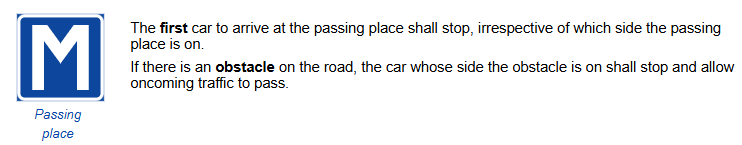 M
The first car to arrive at the passing place shall stop, irrespective of which side the passing
place is on.
If there is an obstacle on the road, the car whose side the obstacle is on shall stop and allow
oncoming traffic to pass.
Passing
place